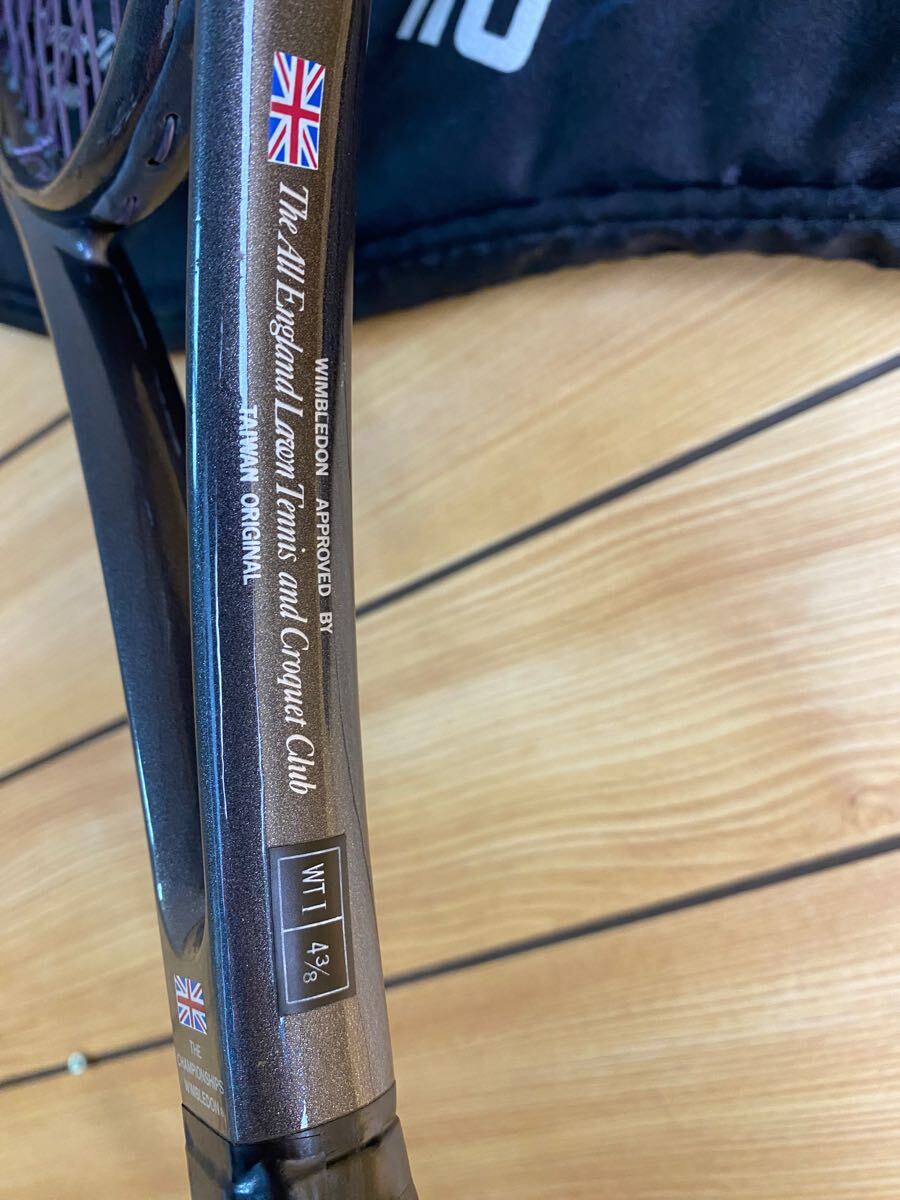 WIMBLEDON APPROVED BY
The All England Lawn Tennis and Croquet Club
TAIWAN ORIGINAL
WTI 4 3/8
THE
CHAMPIONSHIPS
WIMBLEDON